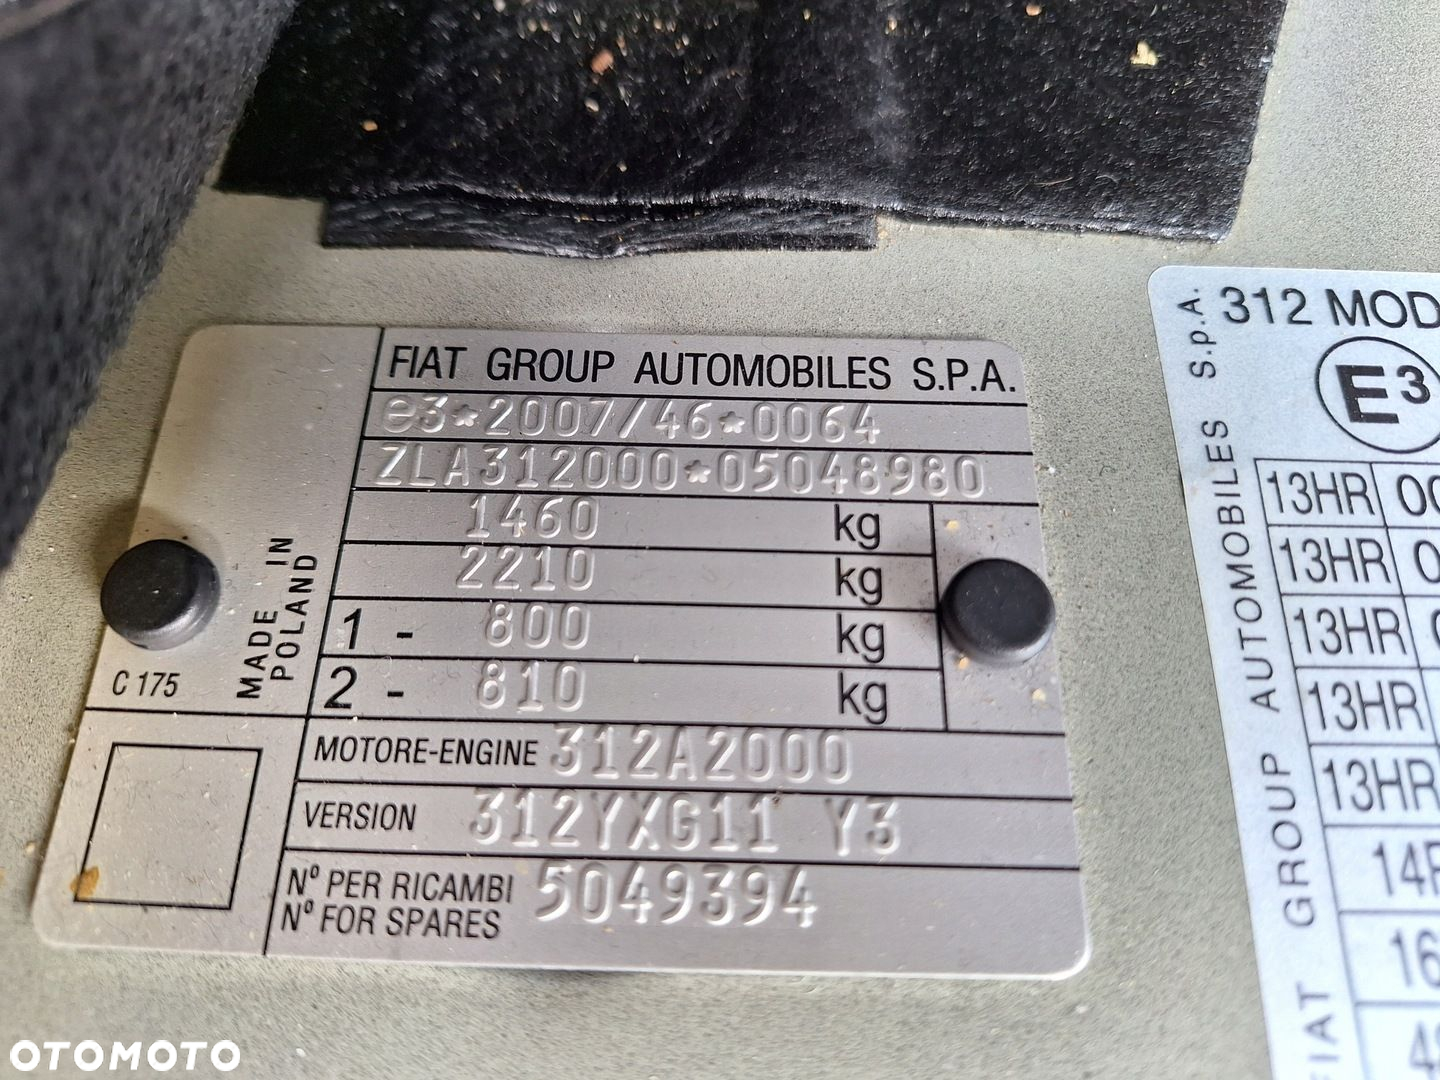 FIAT GROUP AUTOMOBILES S.P.A.
e3*2007/46*0064
ZLA312000*05048980
1460 kg
2210 kg
1 - 800 kg
2 - 810 kg
MADE IN
POLAND
C 175
MOTORE-ENGINE 312A2000
VERSION 312YXG11 Y3
N° PER RICAMBI
N° FOR SPARES
5049394
312 MOD
E3
FIAT GROUP AUTOMOBILES S.p.A.
13HR
13HR
13HR
13HR
13HR
14
16
OTOMOTO